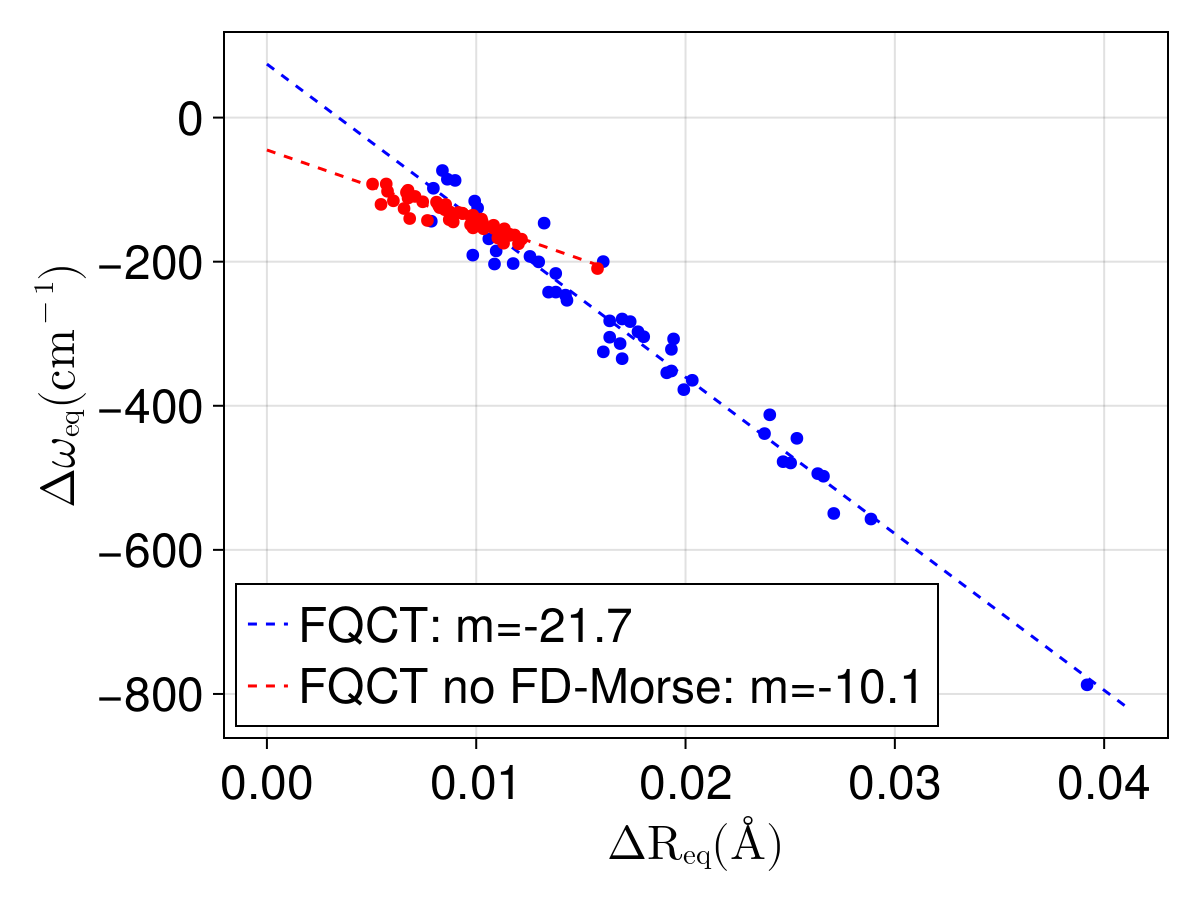 0
−200
−400
−600
−800
Δω_eq(cm⁻¹)
FQCT: m=-21.7
FQCT no FD-Morse: m=-10.1
0.00 0.01 0.02 0.03 0.04
ΔR_eq(Å)